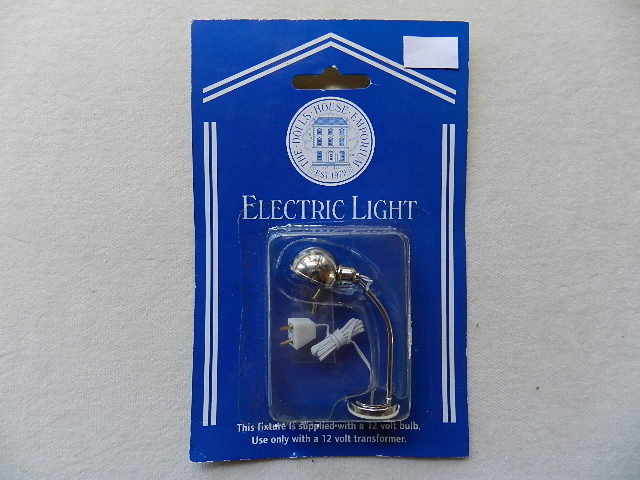 THE · DOLLS · HOUSE · EMPORIUM
EST 1979
ELECTRIC LIGHT
This fixture is supplied with a 12 volt bulb.
Use only with a 12 volt transformer.